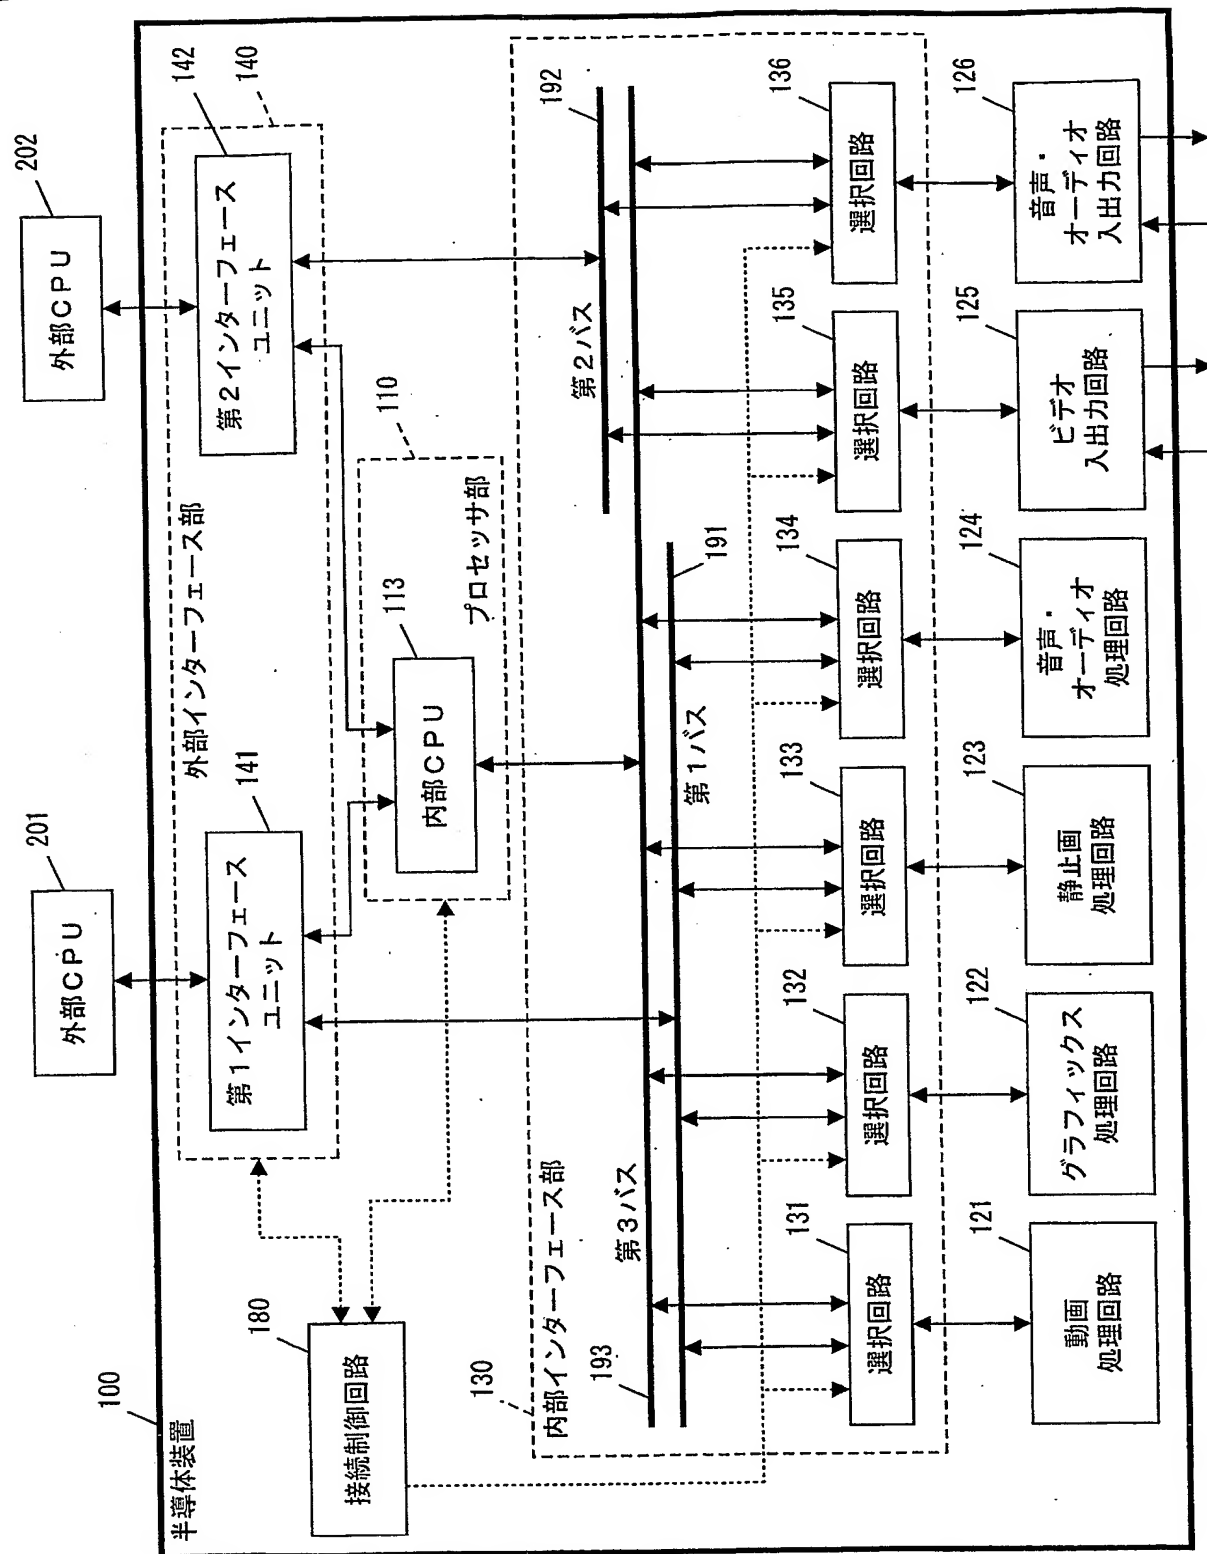 100
半導体装置
201
外部CPU
202
外部CPU
外部インターフェース部
140
141
第1インターフェース
ユニット
142
第2インターフェース
ユニット
180
接続制御回路
110
プロセッサ部
113
内部CPU
130
内部インターフェース部
193
第3バス
191
第1バス
192
第2バス
131
選択回路
132
選択回路
133
選択回路
134
選択回路
135
選択回路
136
選択回路
121
動画
処理回路
122
グラフィックス
処理回路
123
静止画
処理回路
124
音声・
オーディオ
処理回路
125
ビデオ
入出力回路
126
音声・
オーディオ
入出力回路